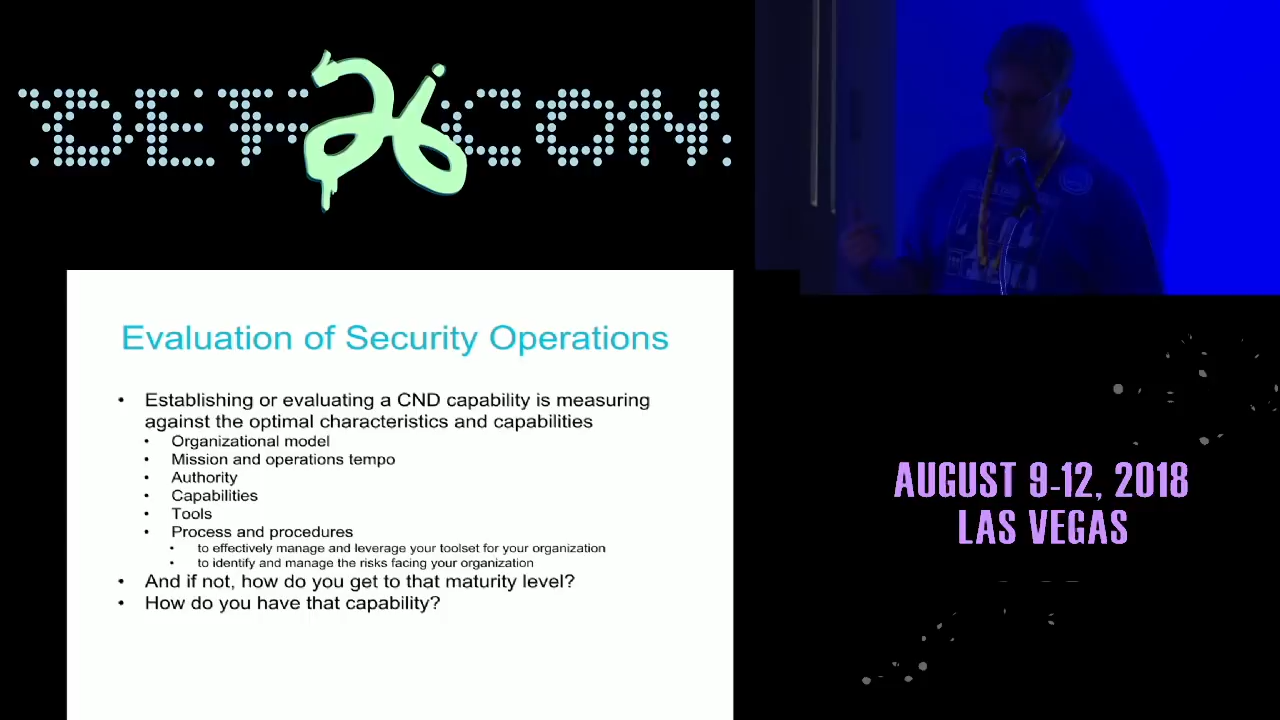 DEF 26 CON
Evaluation of Security Operations
• Establishing or evaluating a CND capability is measuring
against the optimal characteristics and capabilities
• Organizational model
• Mission and operations tempo
• Authority
• Capabilities
• Tools
• Process and procedures
• to effectively manage and leverage your toolset for your organization
• to identify and manage the risks facing your organization
• And if not, how do you get to that maturity level?
• How do you have that capability?
AUGUST 9-12, 2018
LAS VEGAS